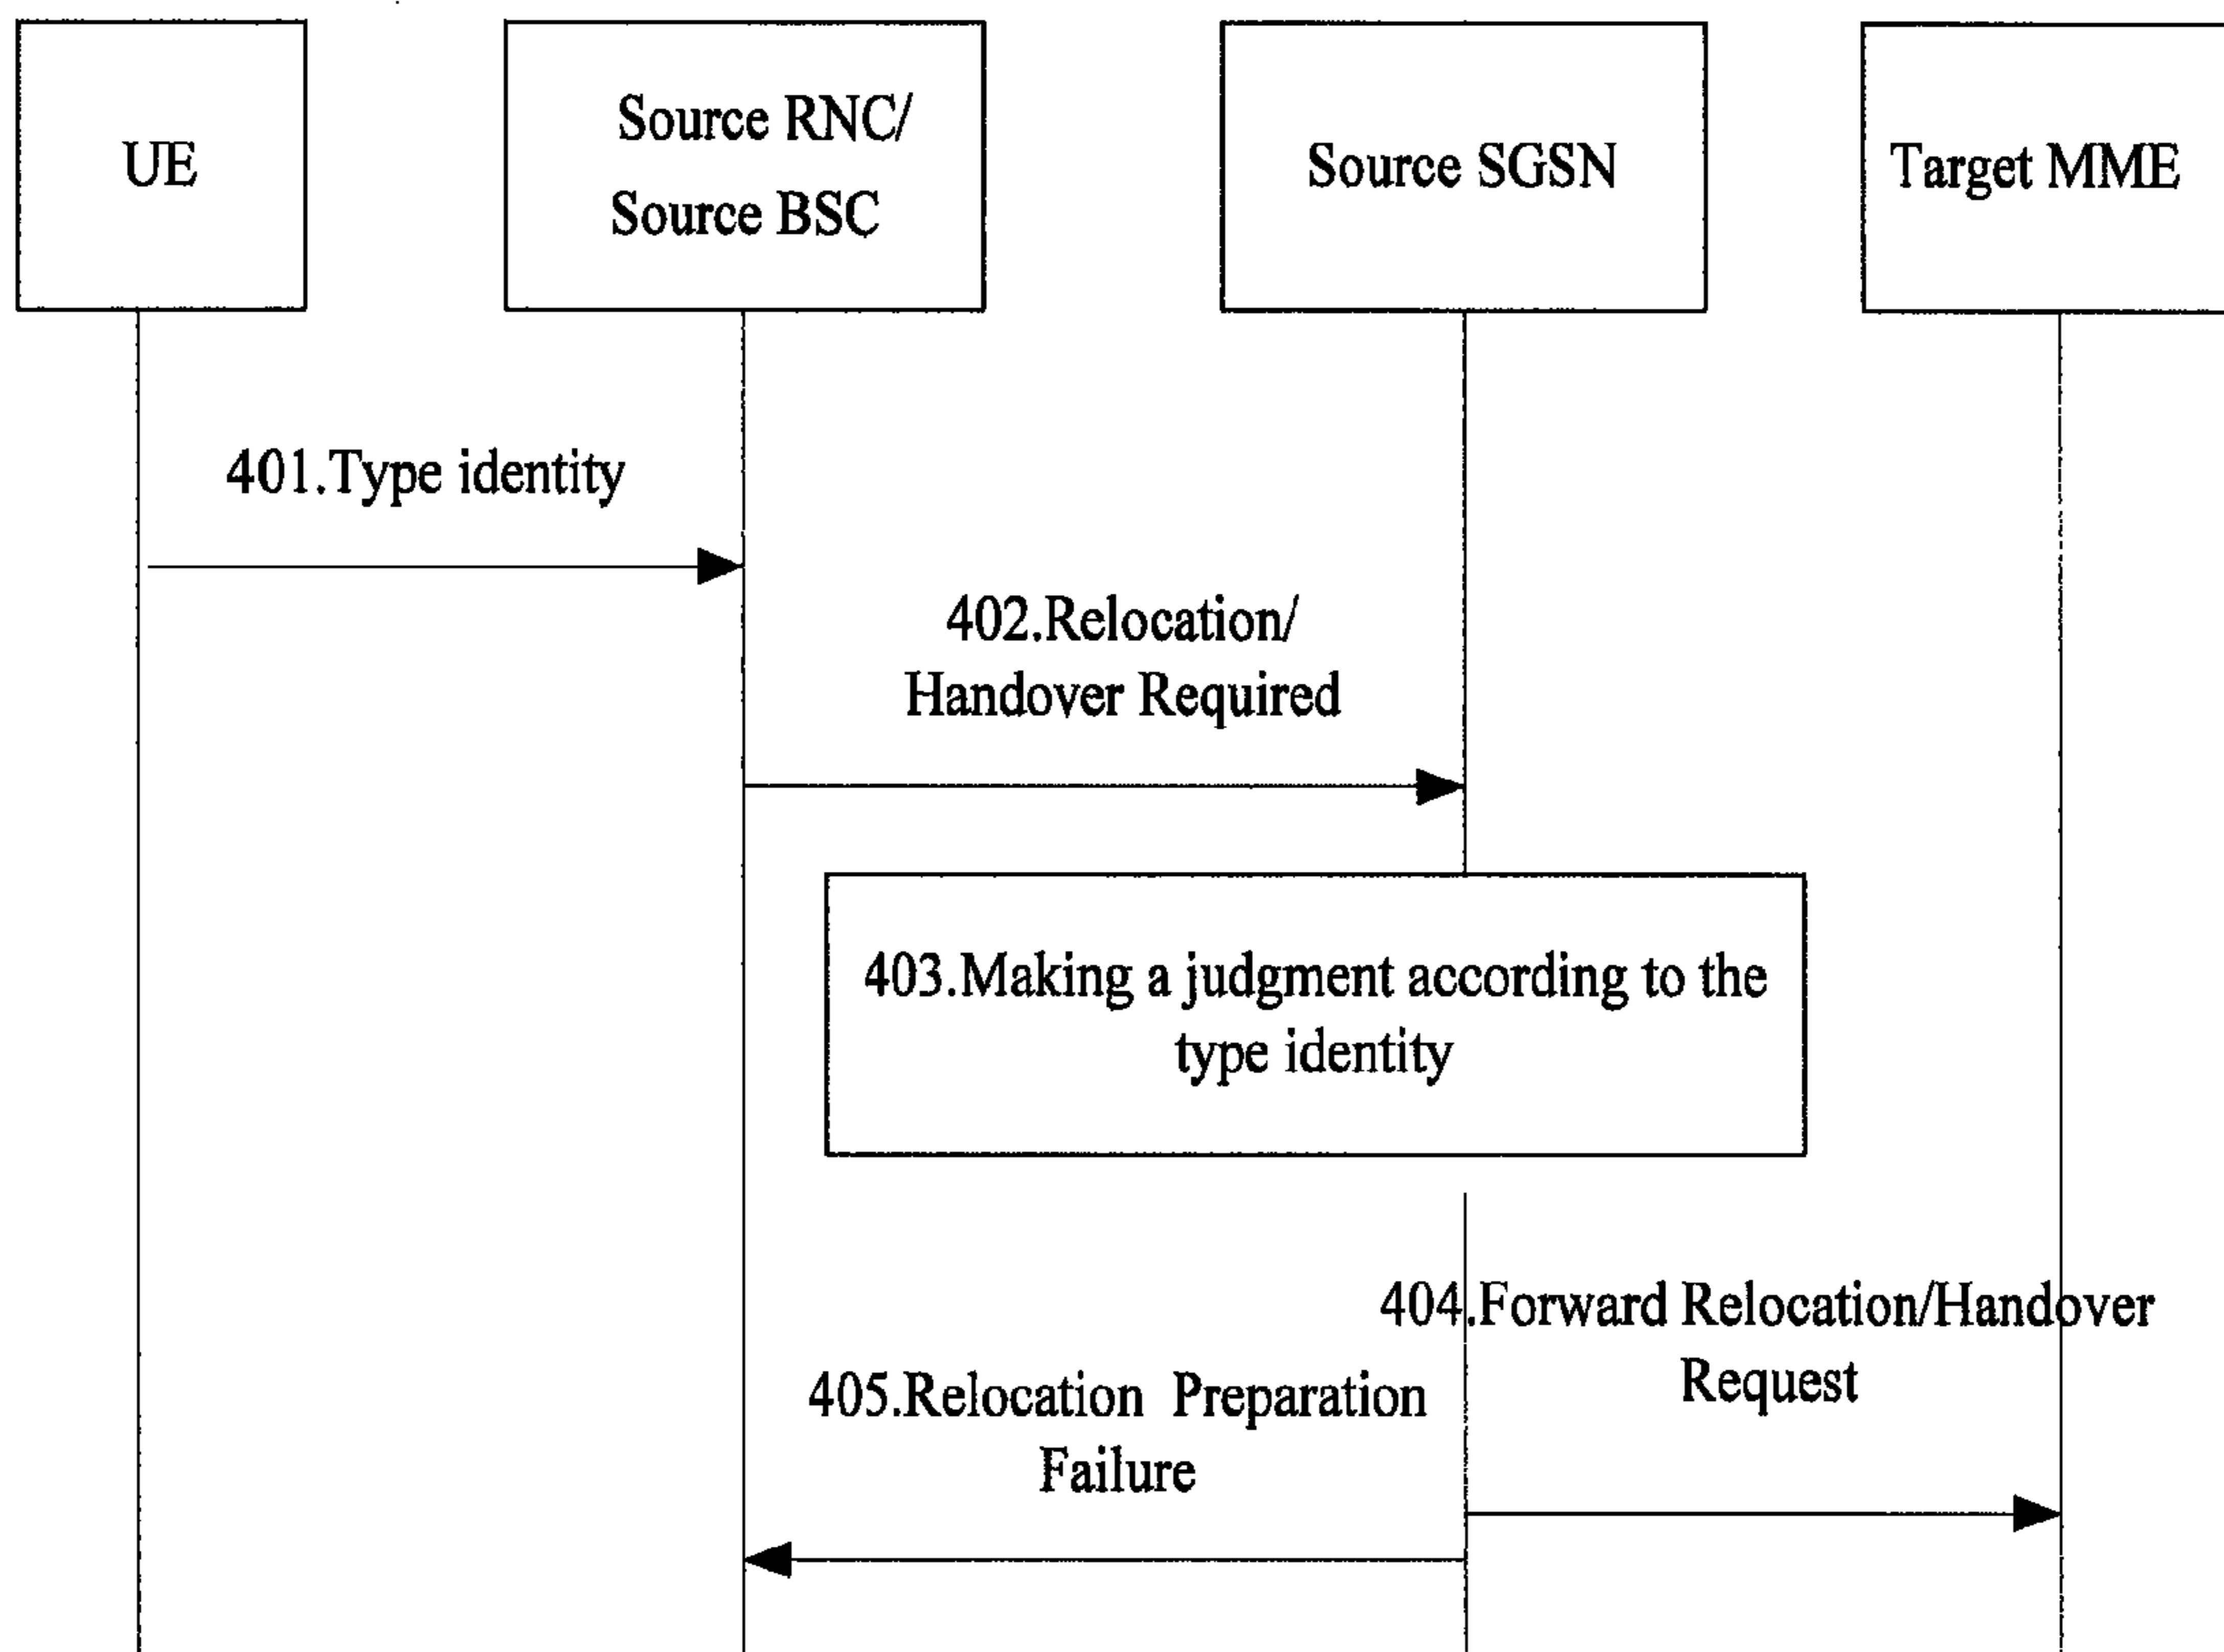 UE
Source RNC/
Source BSC
Source SGSN
Target MME
401.Type identity
402.Relocation/
Handover Required
403.Making a judgment according to the
type identity
404.Forward Relocation/Handover
Request
405.Relocation Preparation
Failure